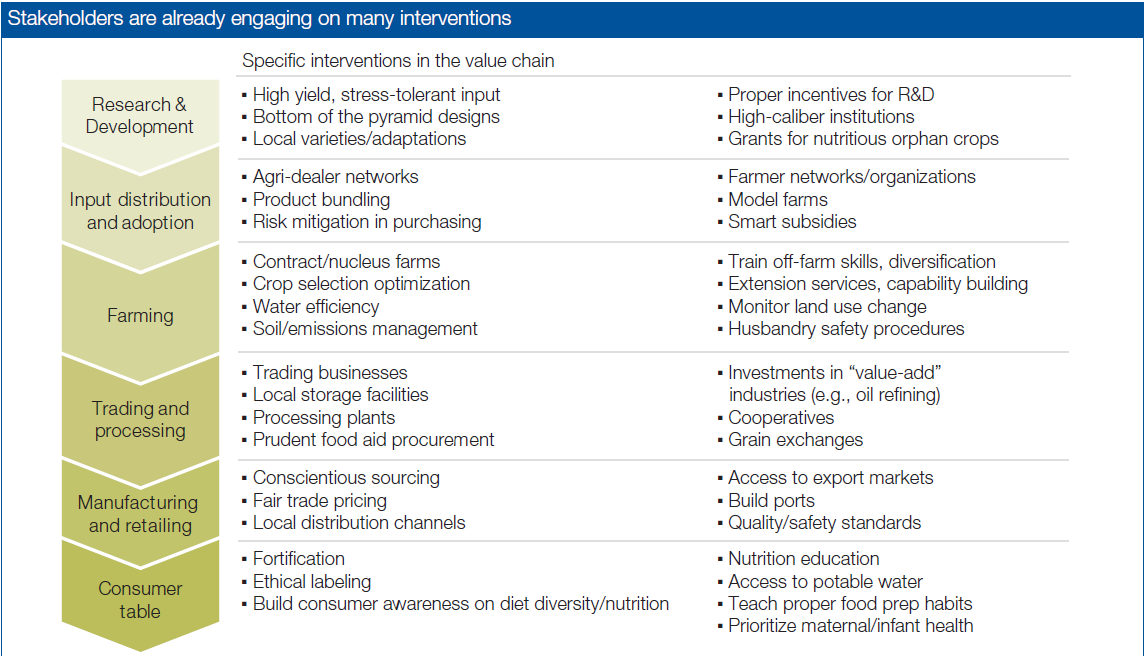 Stakeholders are already engaging on many interventions
Specific interventions in the value chain
Research &
Development
▪ High yield, stress-tolerant input
▪ Bottom of the pyramid designs
▪ Local varieties/adaptations
▪ Proper incentives for R&D
▪ High-caliber institutions
▪ Grants for nutritious orphan crops
Input distribution
and adoption
▪ Agri-dealer networks
▪ Product bundling
▪ Risk mitigation in purchasing
▪ Farmer networks/organizations
▪ Model farms
▪ Smart subsidies
Farming
▪ Contract/nucleus farms
▪ Crop selection optimization
▪ Water efficiency
▪ Soil/emissions management
▪ Train off-farm skills, diversification
▪ Extension services, capability building
▪ Monitor land use change
▪ Husbandry safety procedures
Trading and
processing
▪ Trading businesses
▪ Local storage facilities
▪ Processing plants
▪ Prudent food aid procurement
▪ Investments in “value-add”
industries (e.g., oil refining)
▪ Cooperatives
▪ Grain exchanges
Manufacturing
and retailing
▪ Conscientious sourcing
▪ Fair trade pricing
▪ Local distribution channels
▪ Access to export markets
▪ Build ports
▪ Quality/safety standards
Consumer
table
▪ Fortification
▪ Ethical labeling
▪ Build consumer awareness on diet diversity/nutrition
▪ Nutrition education
▪ Access to potable water
▪ Teach proper food prep habits
▪ Prioritize maternal/infant health